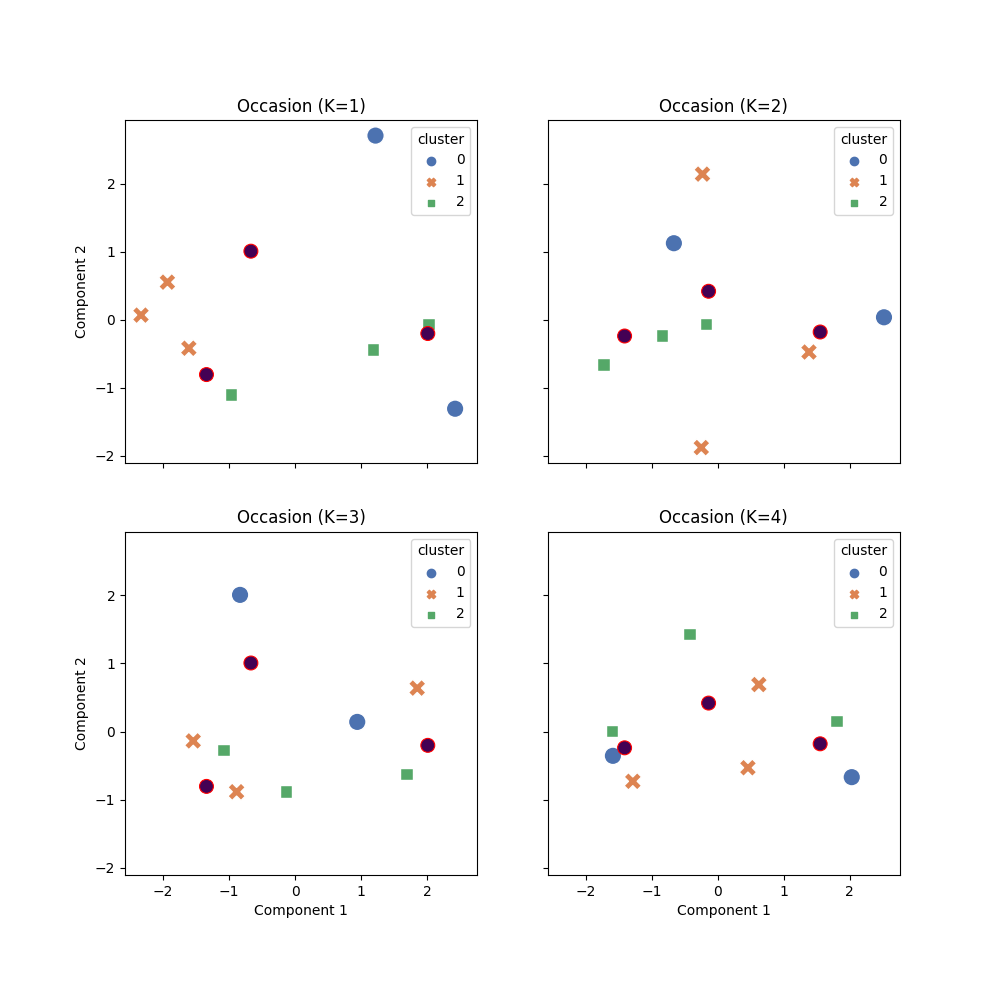 Occasion (K=1)
Occasion (K=2)
cluster
0
1
2
cluster
0
1
2
Component 2
2
1
0
−1
−2
Occasion (K=3)
Occasion (K=4)
cluster
0
1
2
cluster
0
1
2
Component 2
2
1
0
−1
−2
−2 −1 0 1 2
−2 −1 0 1 2
Component 1
Component 1